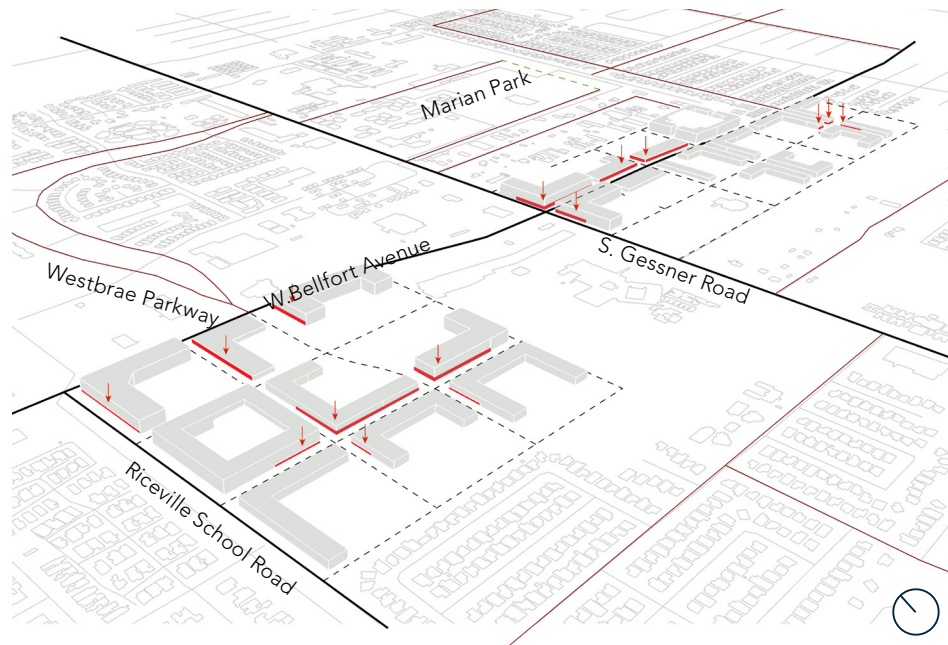 Marian Park
S. Gessner Road
W.Bellfort Avenue
Westbrae Parkway
Riceville School Road